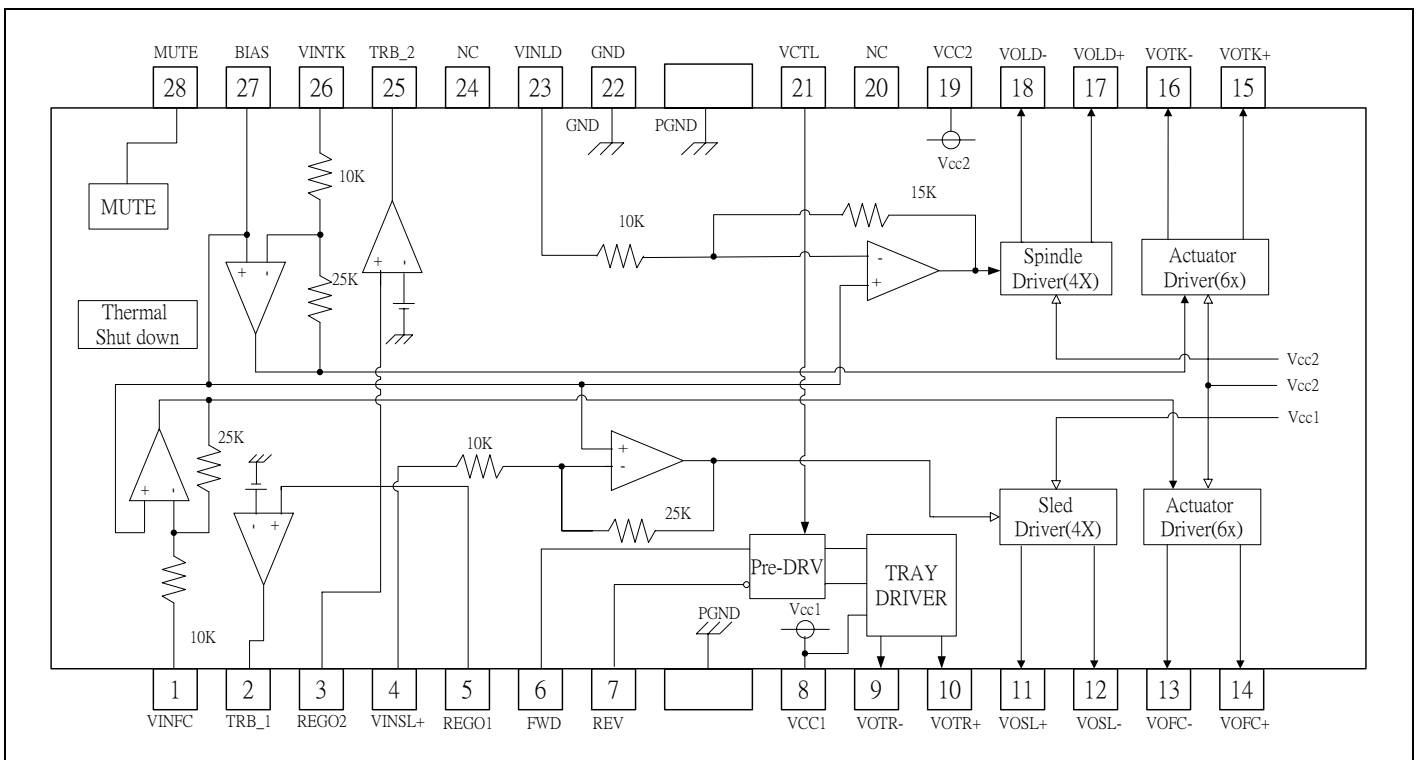 MUTE BIAS VINTK TRB_2 NC VINLD GND VCTL NC VCC2 VOLD- VOLD+ VOTK- VOTK+
28 27 26 25 24 23 22 21 20 19 18 17 16 15
GND PGND
Vcc2
MUTE
10K
15K
10K
+ -
+ -
25K
-
+
Spindle
Driver(4X)
Actuator
Driver(6x)
Thermal
Shut down
Vcc2
Vcc2
Vcc1
25K
10K
+
-
+ -
- +
25K
Sled
Driver(4X)
Actuator
Driver(6x)
Pre-DRV
TRAY
DRIVER
10K
PGND
Vcc1
1 2 3 4 5 6 7 8 9 10 11 12 13 14
VINFC TRB_1 REGO2 VINSL+ REGO1 FWD REV VCC1 VOTR- VOTR+ VOSL+ VOSL- VOFC- VOFC+